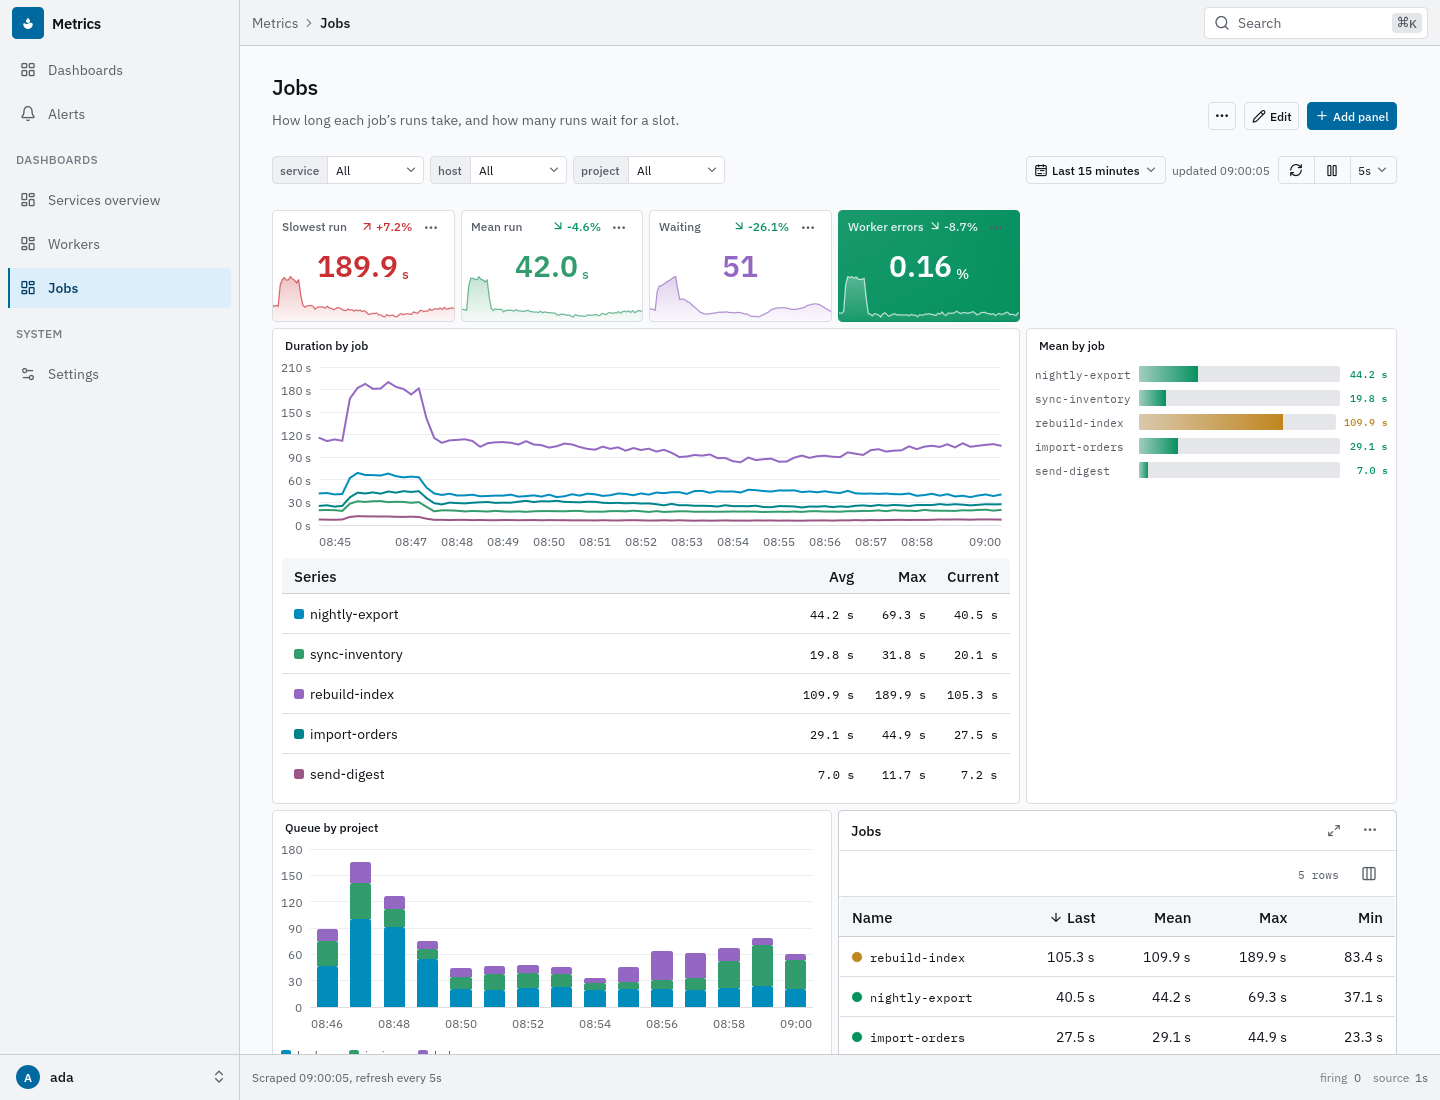 Metrics
Metrics > Jobs
Search ⌘K
Dashboards
Alerts
DASHBOARDS
Services overview
Workers
Jobs
SYSTEM
Settings
Jobs
How long each job’s runs take, and how many runs wait for a slot.
Edit
Add panel
service All
host All
project All
Last 15 minutes
updated 09:00:05
5s
Slowest run +7.2%
189.9 s
Mean run -4.6%
42.0 s
Waiting -26.1%
51
Worker errors -8.7%
0.16 %
Duration by job
210 s
180 s
150 s
120 s
90 s
60 s
30 s
0 s
08:45 08:47 08:48 08:49 08:50 08:51 08:52 08:53 08:54 08:55 08:56 08:57 08:58 09:00
Series Avg Max Current
nightly-export 44.2 s 69.3 s 40.5 s
sync-inventory 19.8 s 31.8 s 20.1 s
rebuild-index 109.9 s 189.9 s 105.3 s
import-orders 29.1 s 44.9 s 27.5 s
send-digest 7.0 s 11.7 s 7.2 s
Mean by job
nightly-export 44.2 s
sync-inventory 19.8 s
rebuild-index 109.9 s
import-orders 29.1 s
send-digest 7.0 s
Queue by project
180
150
120
90
60
30
0
08:46 08:48 08:50 08:52 08:54 08:56 08:58 09:00
Jobs
5 rows
Name Last Mean Max Min
rebuild-index 105.3 s 109.9 s 189.9 s 83.4 s
nightly-export 40.5 s 44.2 s 69.3 s 37.1 s
import-orders 27.5 s 29.1 s 44.9 s 23.3 s
A ada
Scraped 09:00:05, refresh every 5s
firing 0 source 1s